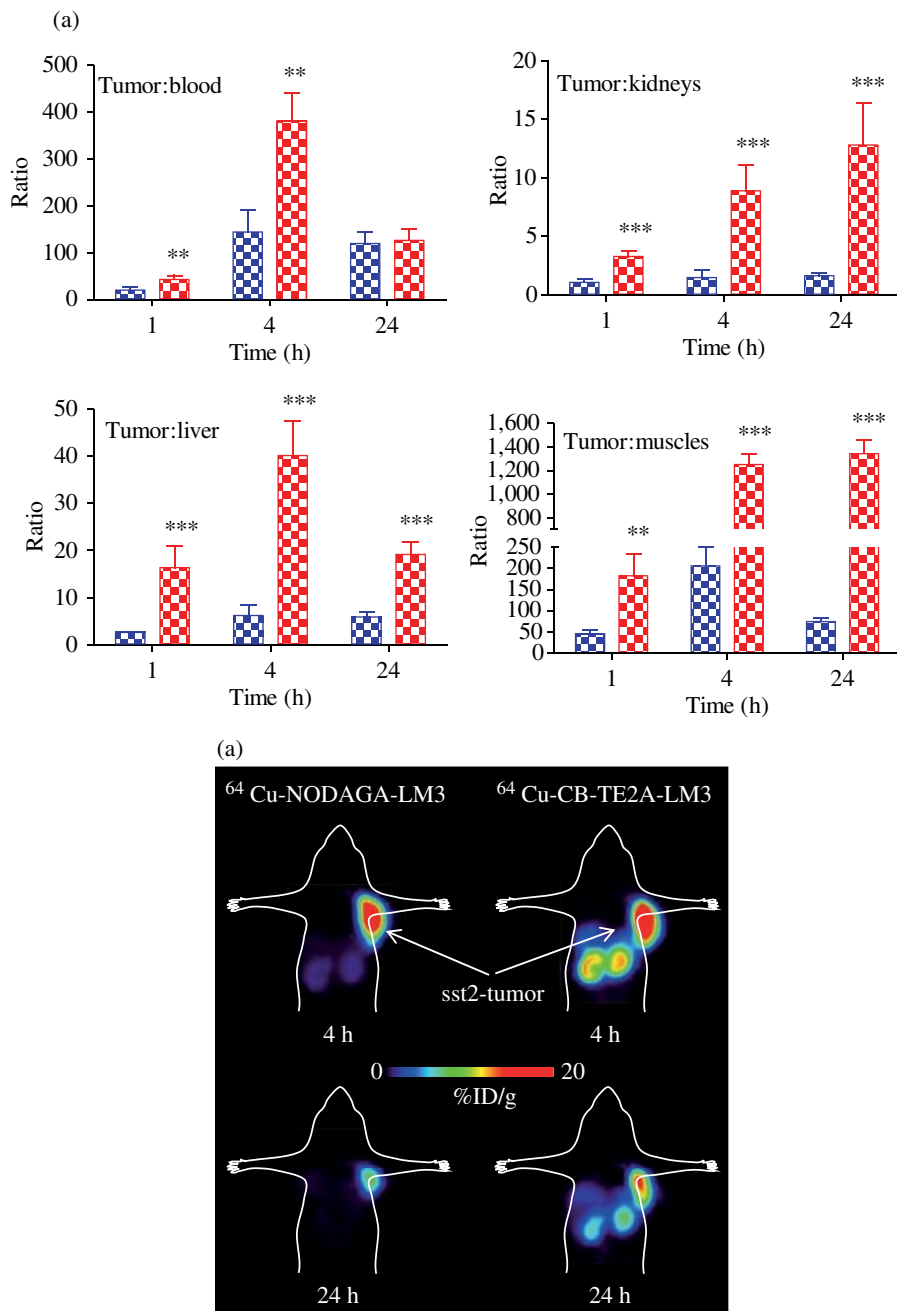 (a)
Tumor:blood
Ratio
500
400
300
200
100
0
**
**
1 4 24
Time (h)
Tumor:kidneys
Ratio
20
15
10
5
0
***
***
***
1 4 24
Time (h)
Tumor:liver
Ratio
50
40
30
20
10
0
***
***
***
1 4 24
Time (h)
Tumor:muscles
Ratio
1,600
1,400
1,200
1,000
800
250
200
150
100
50
0
**
***
***
1 4 24
Time (h)
(a)
64 Cu-NODAGA-LM3 64 Cu-CB-TE2A-LM3
sst2-tumor
4 h 4 h
0 20
%ID/g
24 h 24 h